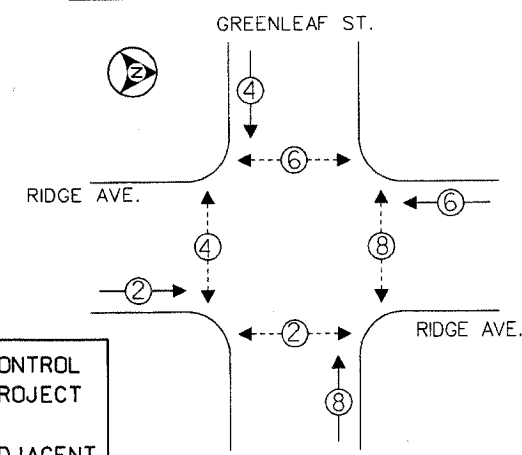 GREENLEAF ST.
N
4
6
RIDGE AVE.
6
4
8
2
2
RIDGE AVE.
8
ONTROL
ROJECT
DJACENT